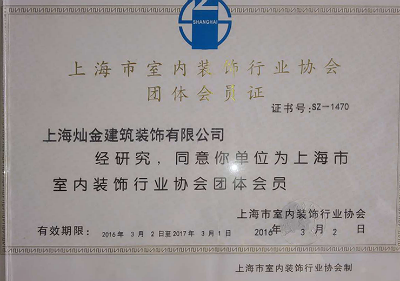 SHANGHAI
上海市室内装饰行业协会
团体会员证
证书号:SZ-1470
上海灿金建筑装饰有限公司
经研究，同意你单位为上海市
室内装饰行业协会团体会员
上海市室内装饰行业协会
有效期限： 2016年 3 月 2 日至2017年 3 月 1 日 2016年 3 月 2 日
上海市室内装饰行业协会制